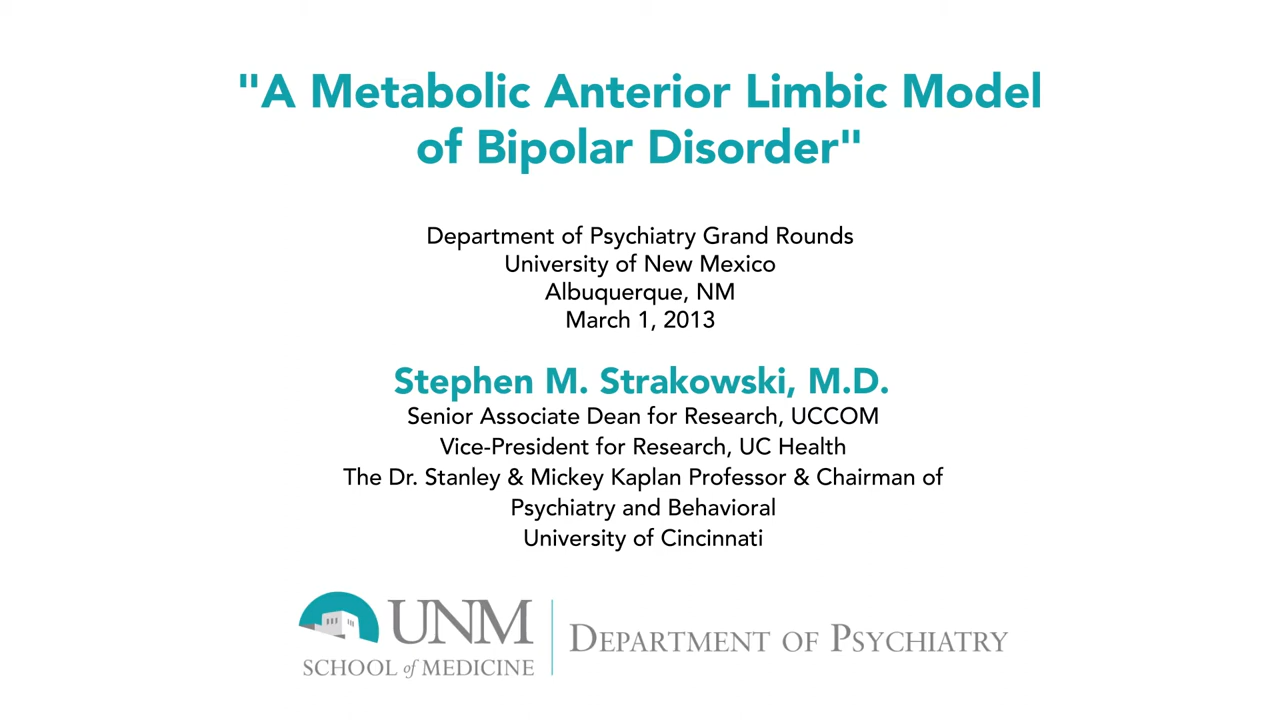 "A Metabolic Anterior Limbic Model
of Bipolar Disorder"
Department of Psychiatry Grand Rounds
University of New Mexico
Albuquerque, NM
March 1, 2013
Stephen M. Strakowski, M.D.
Senior Associate Dean for Research, UCCOM
Vice-President for Research, UC Health
The Dr. Stanley & Mickey Kaplan Professor & Chairman of
Psychiatry and Behavioral
University of Cincinnati
UNM
SCHOOL of MEDICINE
DEPARTMENT OF PSYCHIATRY